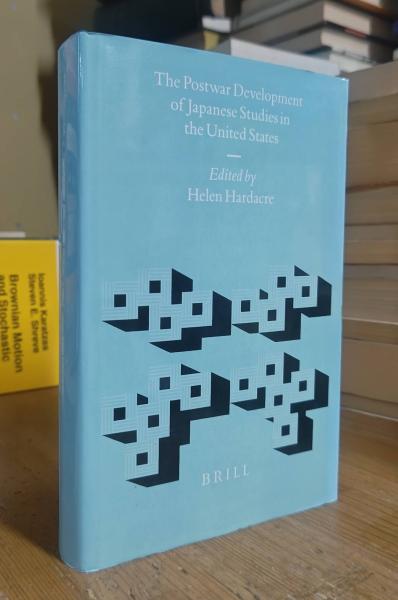 The Postwar Development
of Japanese Studies in
the United States
Edited by
Helen Hardacre
BRILL
Ioannis Karatzas
Steven E. Shreve
Brownian Motion
and Stochastic